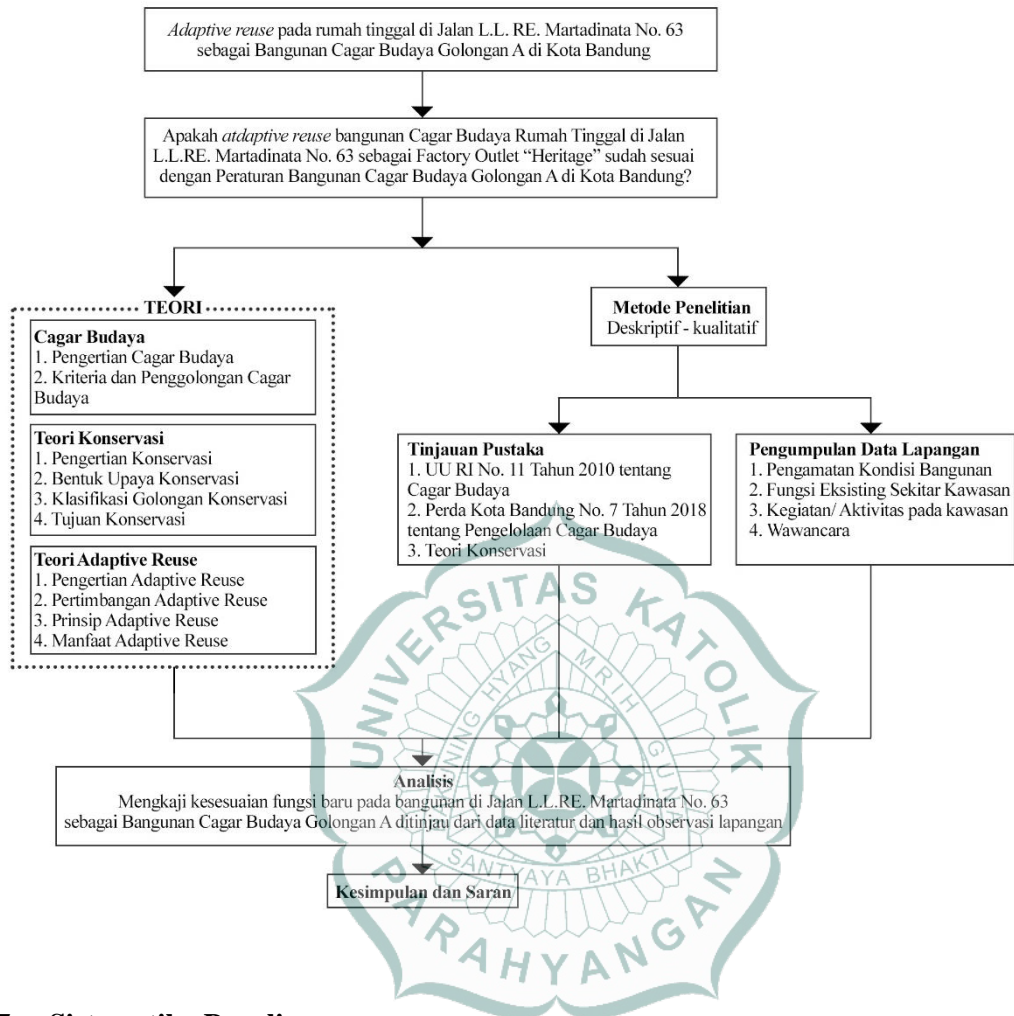 Adaptive reuse pada rumah tinggal di Jalan L.L. RE. Martadinata No. 63
sebagai Bangunan Cagar Budaya Golongan A di Kota Bandung
Apakah atdaptive reuse bangunan Cagar Budaya Rumah Tinggal di Jalan
L.L.RE. Martadinata No. 63 sebagai Factory Outlet “Heritage” sudah sesuai
dengan Peraturan Bangunan Cagar Budaya Golongan A di Kota Bandung?
TEORI
Cagar Budaya
1. Pengertian Cagar Budaya
2. Kriteria dan Penggolongan Cagar
Budaya
Teori Konservasi
1. Pengertian Konservasi
2. Bentuk Upaya Konservasi
3. Klasifikasi Golongan Konservasi
4. Tujuan Konservasi
Teori Adaptive Reuse
1. Pengertian Adaptive Reuse
2. Pertimbangan Adaptive Reuse
3. Prinsip Adaptive Reuse
4. Manfaat Adaptive Reuse
Metode Penelitian
Deskriptif - kualitatif
Tinjauan Pustaka
1. UU RI No. 11 Tahun 2010 tentang
Cagar Budaya
2. Perda Kota Bandung No. 7 Tahun 2018
tentang Pengelolaan Cagar Budaya
3. Teori Konservasi
Pengumpulan Data Lapangan
1. Pengamatan Kondisi Bangunan
2. Fungsi Eksisting Sekitar Kawasan
3. Kegiatan/ Aktivitas pada kawasan
4. Wawancara
Analisis
Mengkaji kesesuaian fungsi baru pada bangunan di Jalan L.L.RE. Martadinata No. 63
sebagai Bangunan Cagar Budaya Golongan A ditinjau dari data literatur dan hasil observasi lapangan
Kesimpulan dan Saran
UNIVERSITAS KATOLIK
PARAHYANGAN
BAKUNING HYANG MRIH GUNA
SANTYAYA BHAKTI